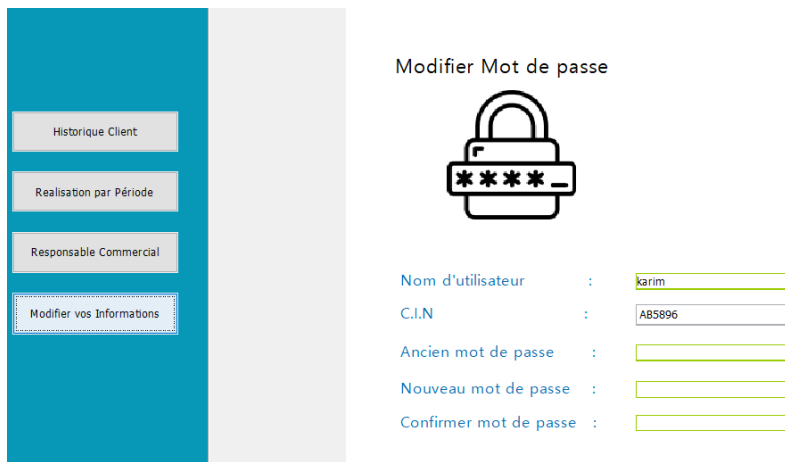 Modifier Mot de passe
****_
Historique Client
Realisation par Période
Responsable Commercial
Modifier vos Informations
Nom d'utilisateur : karim
C.I.N : AB5896
Ancien mot de passe :
Nouveau mot de passe :
Confirmer mot de passe :